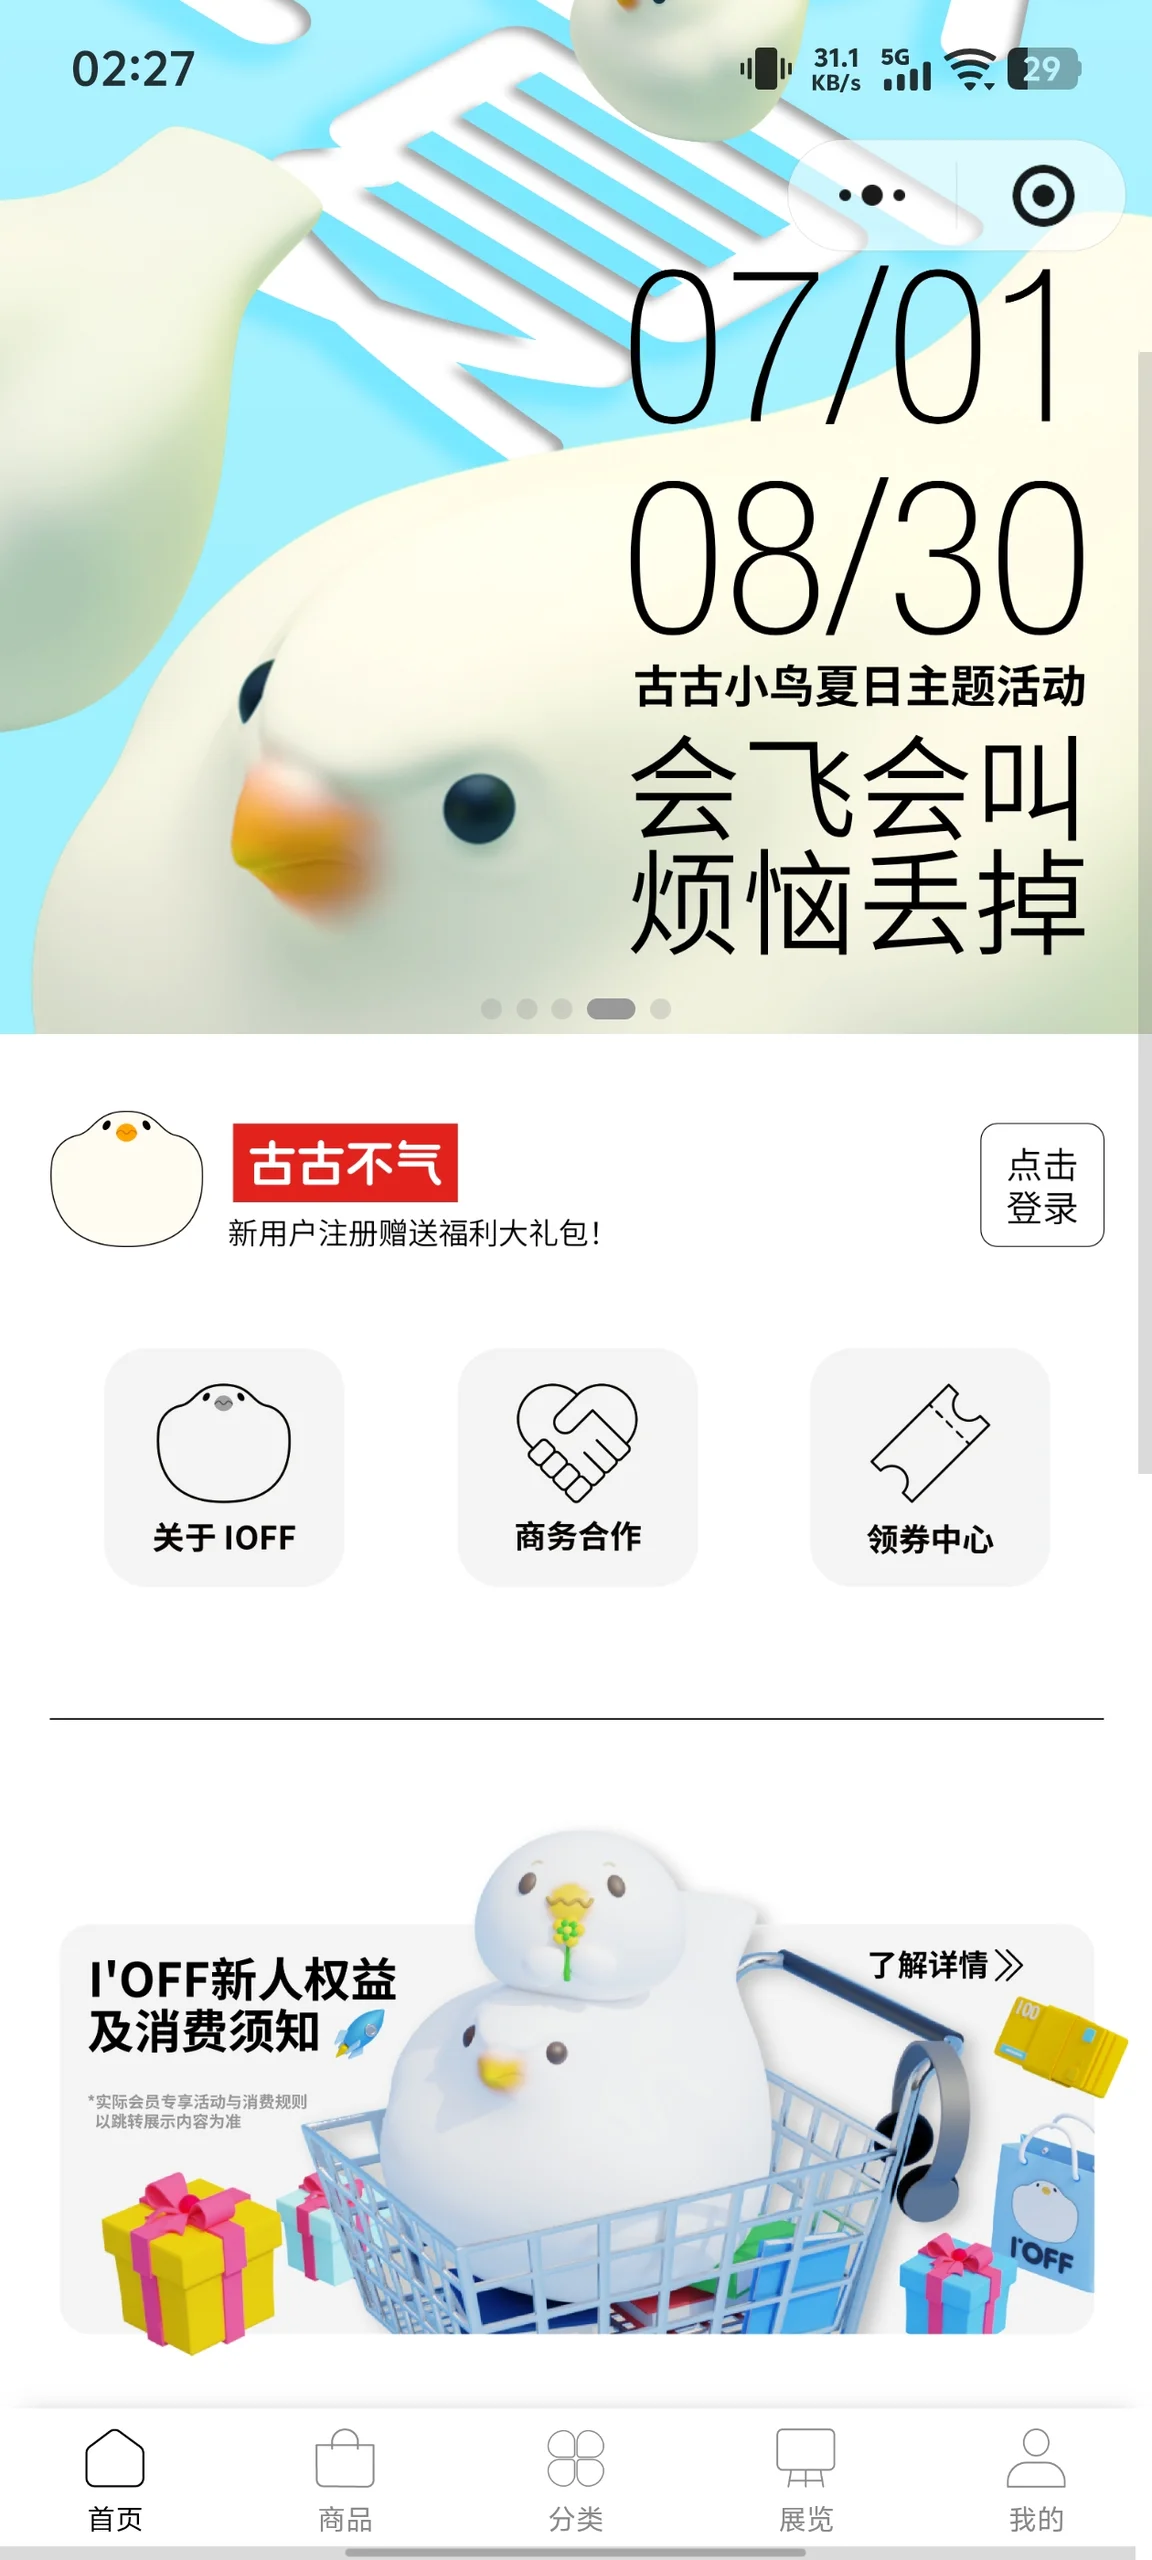 02:27
31.1
KB/s
5G
29
07/01
08/30
古古小鸟夏日主题活动
会飞会叫
烦恼丢掉
古古不气
新用户注册赠送福利大礼包！
点击
登录
关于 IOFF
商务合作
领券中心
I'OFF新人权益
及消费须知
了解详情
*实际会员专享活动与消费规则
以跳转展示内容为准
100
I'OFF
首页
商品
分类
展览
我的